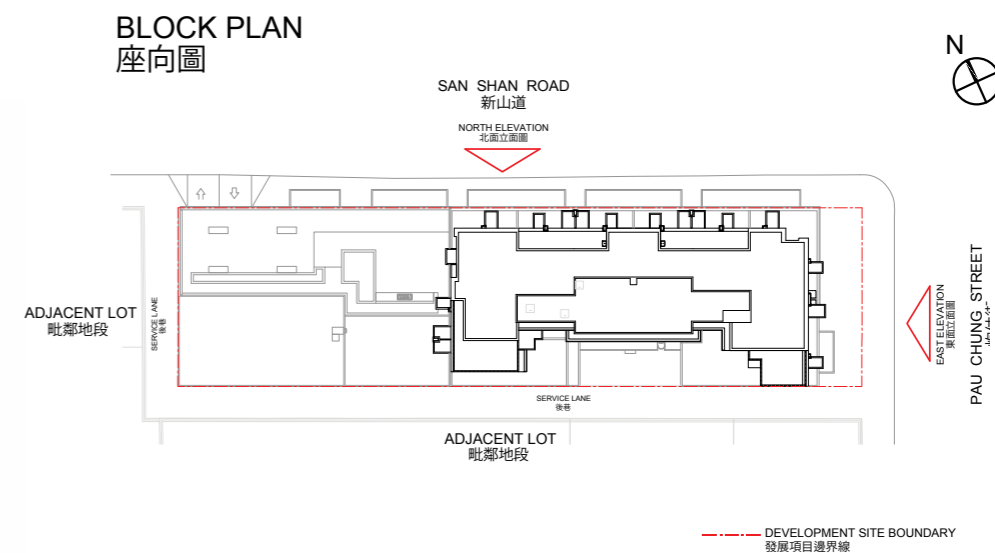 BLOCK PLAN
座向圖
N
SAN SHAN ROAD
新山道
NORTH ELEVATION
北面立面圖
ADJACENT LOT
毗鄰地段
SERVICE LANE
後巷
EAST ELEVATION
東面立面圖
PAU CHUNG STREET
SERVICE LANE
後巷
ADJACENT LOT
毗鄰地段
DEVELOPMENT SITE BOUNDARY
發展項目邊界線